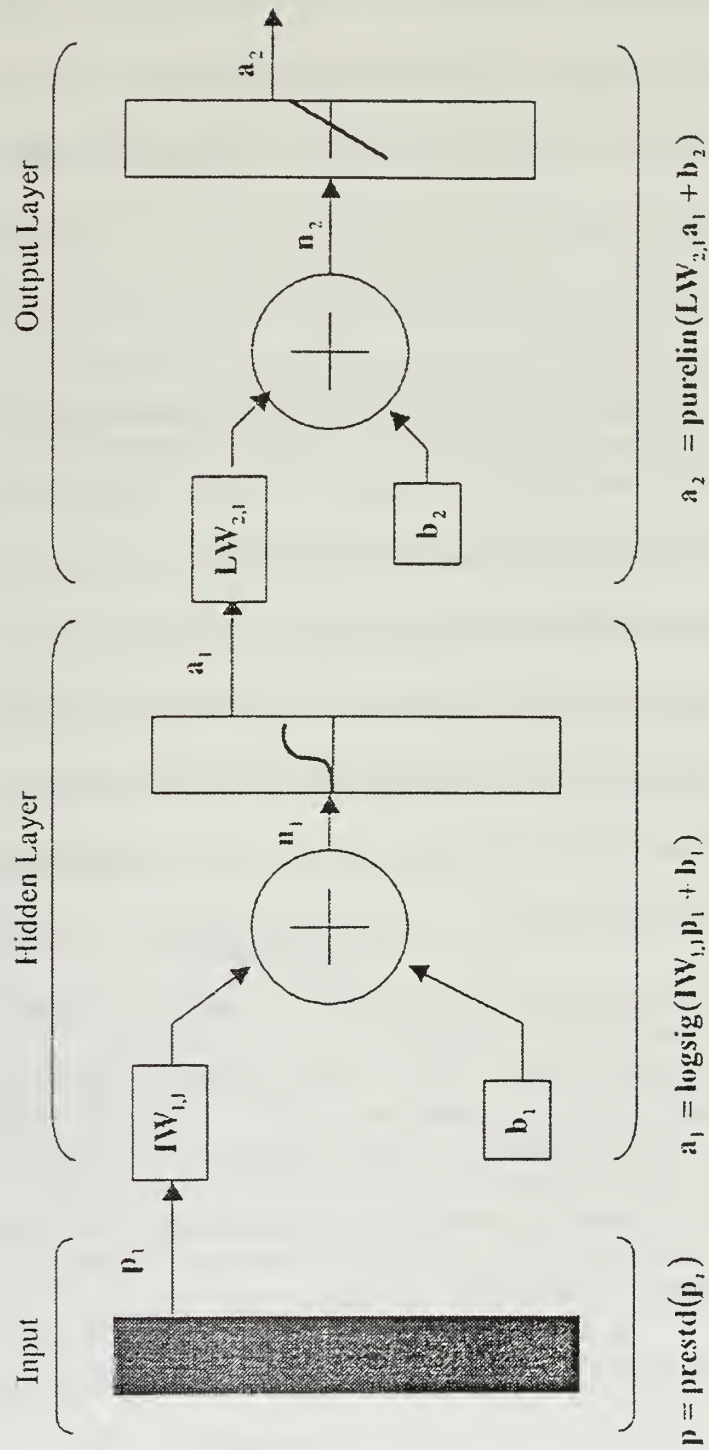 Input
Hidden Layer
Output Layer
p₁
IW₁,₁
b₁
n₁
a₁
LW₂,₁
b₂
n₂
a₂
p = prestd(pᵢ)
a₁ = logsig(IW₁,₁p₁ + b₁)
a₂ = purelin(LW₂,₁a₁ + b₂)